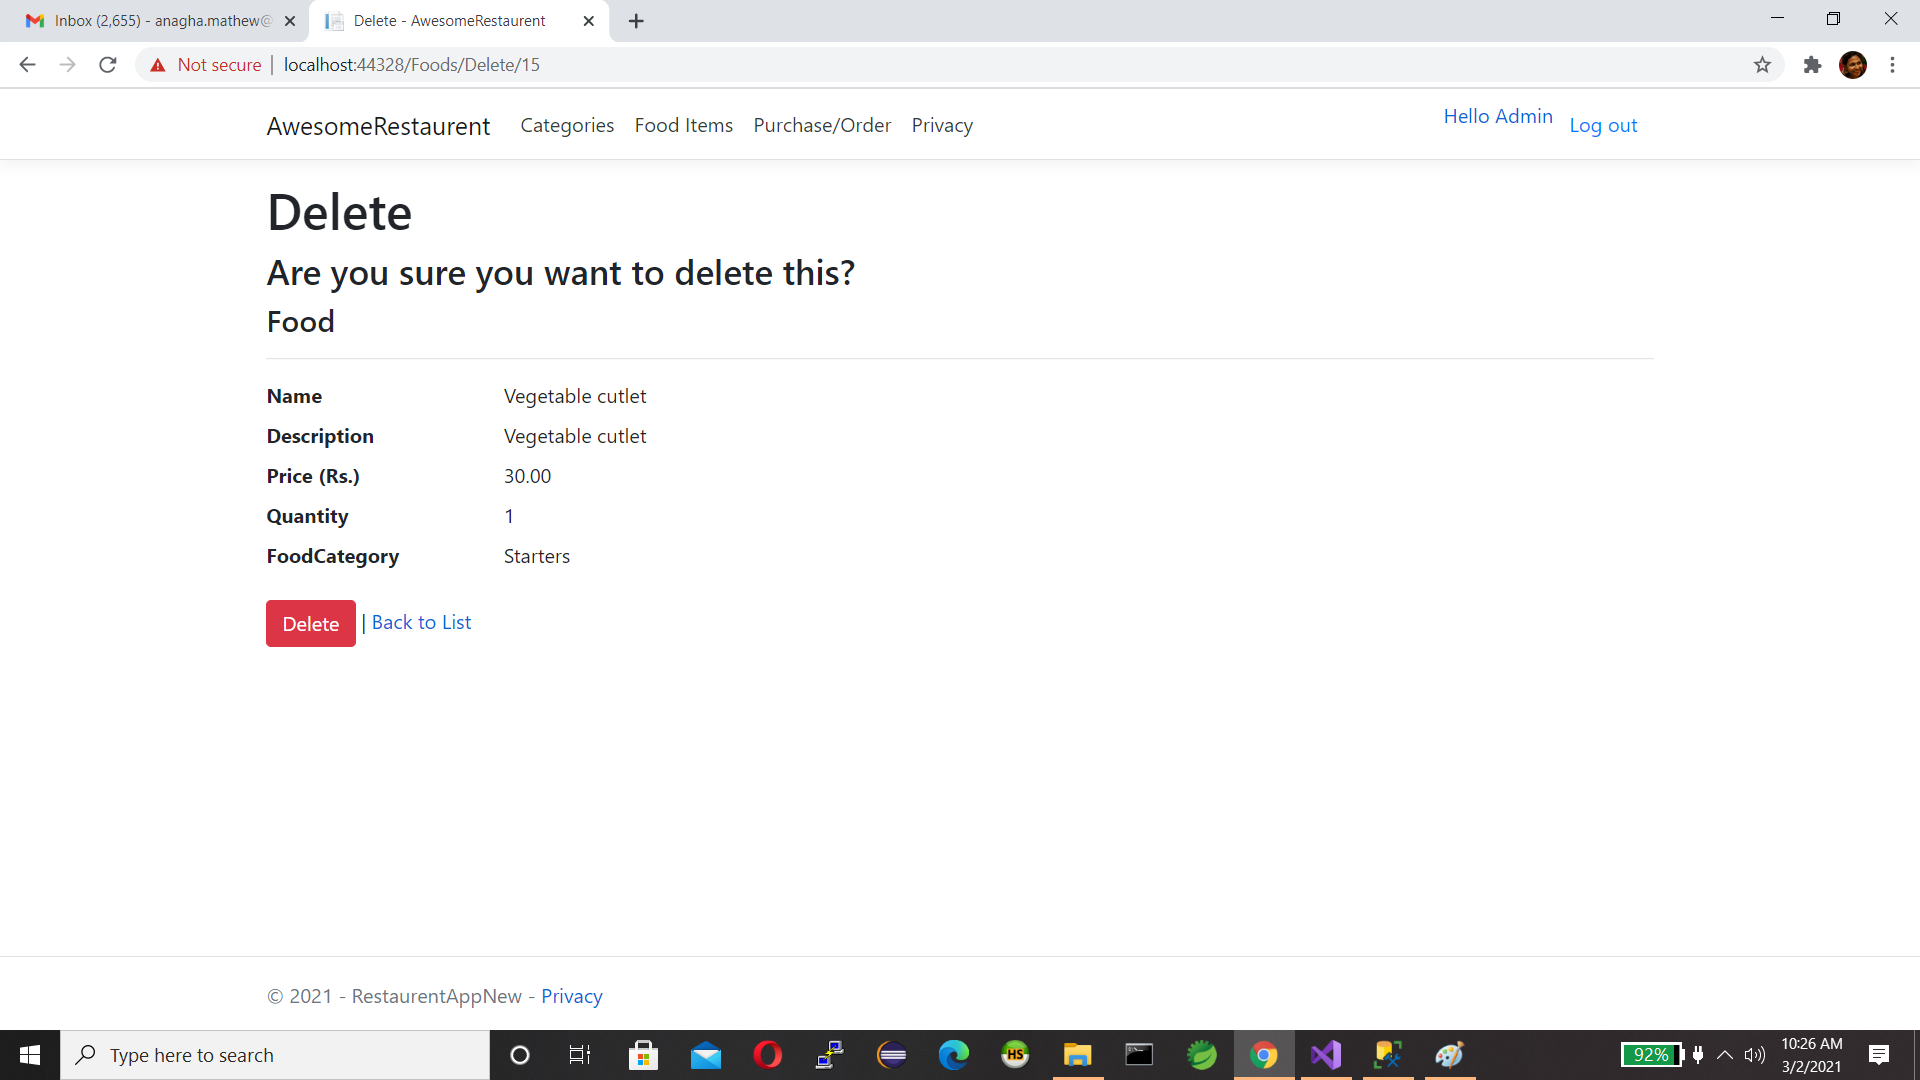 Inbox (2,655) - anagha.mathew@
Delete - AwesomeRestaurent
Not secure | localhost:44328/Foods/Delete/15
AwesomeRestaurent Categories Food Items Purchase/Order Privacy Hello Admin Log out
Delete
Are you sure you want to delete this?
Food
Name Vegetable cutlet
Description Vegetable cutlet
Price (Rs.) 30.00
Quantity 1
FoodCategory Starters
Delete | Back to List
© 2021 - RestaurentAppNew - Privacy
Type here to search
HS
92%
10:26 AM
3/2/2021